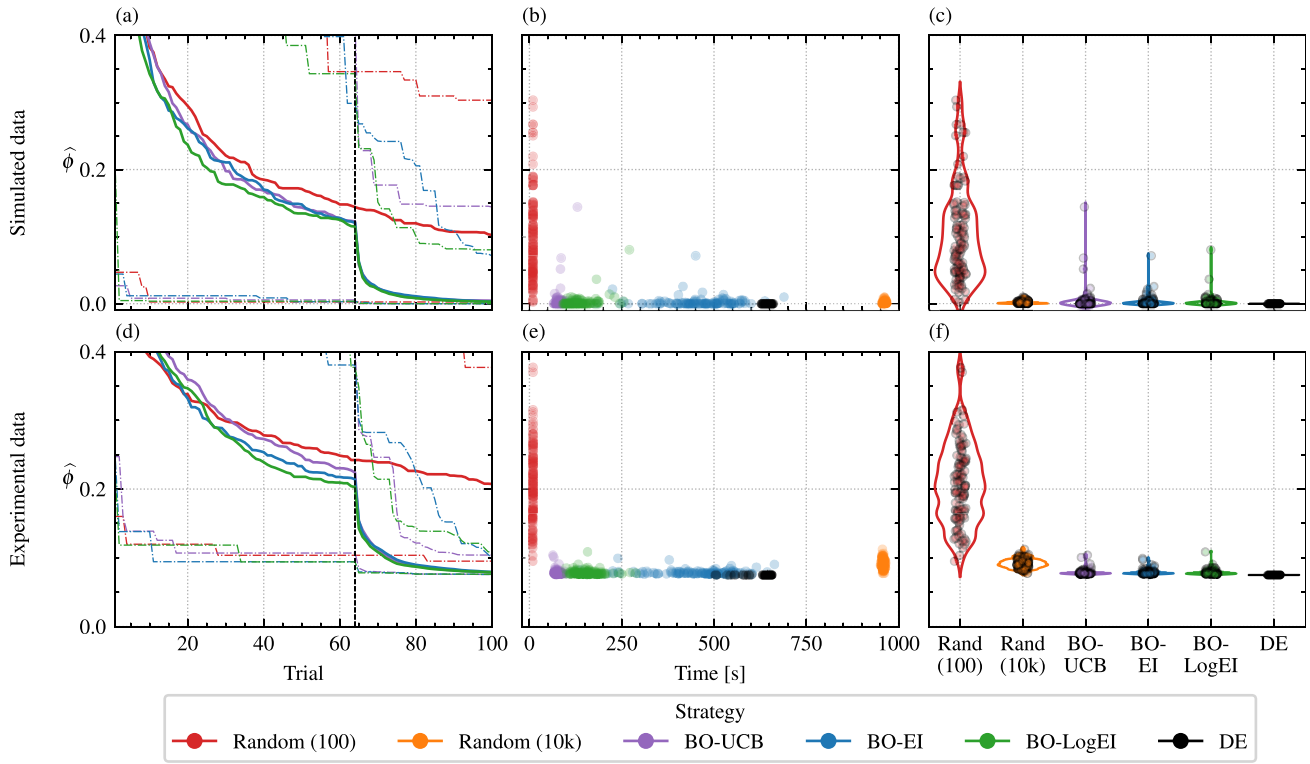 (a)
(b)
(c)
0.4
0.2
0.0
ϕ̂
Simulated data
(d)
(e)
(f)
0.4
0.2
0.0
ϕ̂
Experimental data
20 40 60 80 100
Trial
0 250 500 750 1000
Time [s]
Rand Rand BO- BO- BO- DE
(100) (10k) UCB EI LogEI
Strategy
Random (100) Random (10k) BO-UCB BO-EI BO-LogEI DE